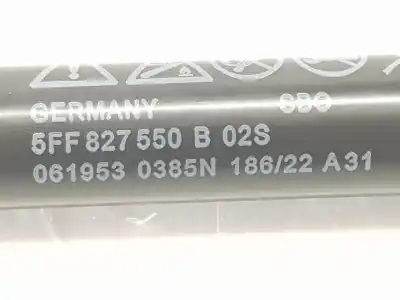 GERMANY
5FF 827 550 B 02S
061953 0385N 186/22 A31